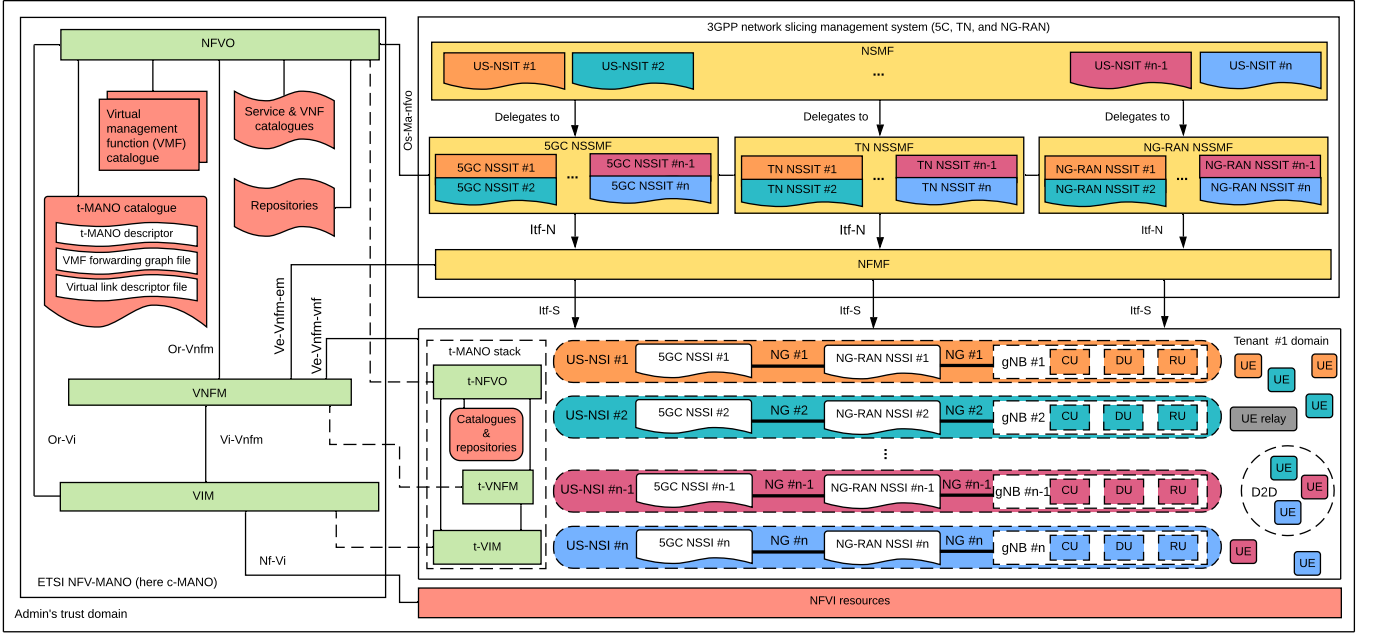 NFVO
Virtual
management
function (VMF)
catalogue
Service & VNF
catalogues
Repositories
t-MANO catalogue
t-MANO descriptor
VMF forwarding graph file
Virtual link descriptor file
Os-Ma-nfvo
Or-Vnfm
Ve-Vnfm-em
Ve-Vnfm-vnf
VNFM
Or-Vi
Vi-Vnfm
VIM
Nf-Vi
ETSI NFV-MANO (here c-MANO)
Admin's trust domain
3GPP network slicing management system (5C, TN, and NG-RAN)
NSMF
US-NSIT #1
US-NSIT #2
...
US-NSIT #n-1
US-NSIT #n
Delegates to
Delegates to
Delegates to
5GC NSSMF
5GC NSSIT #1
5GC NSSIT #2
...
5GC NSSIT #n-1
5GC NSSIT #n
TN NSSMF
TN NSSIT #1
TN NSSIT #2
...
TN NSSIT #n-1
TN NSSIT #n
NG-RAN NSSMF
NG-RAN NSSIT #1
NG-RAN NSSIT #2
...
NG-RAN NSSIT #n-1
NG-RAN NSSIT #n
Itf-N
Itf-N
Itf-N
NFMF
Itf-S
Itf-S
Itf-S
t-MANO stack
t-NFVO
Catalogues
&
repositories
t-VNFM
t-VIM
US-NSI #1
5GC NSSI #1
NG #1
NG-RAN NSSI #1
NG #1
gNB #1
CU
DU
RU
US-NSI #2
5GC NSSI #2
NG #2
NG-RAN NSSI #2
NG #2
gNB #2
CU
DU
RU
...
US-NSI #n-1
5GC NSSI #n-1
NG #n-1
NG-RAN NSSI #n-1
NG #n-1
gNB #n-1
CU
DU
RU
US-NSI #n
5GC NSSI #n
NG #n
NG-RAN NSSI #n
NG #n
gNB #n
CU
DU
RU
Tenant #1 domain
UE
UE
UE
UE
UE relay
UE
D2D
UE
UE
UE
UE
NFVI resources